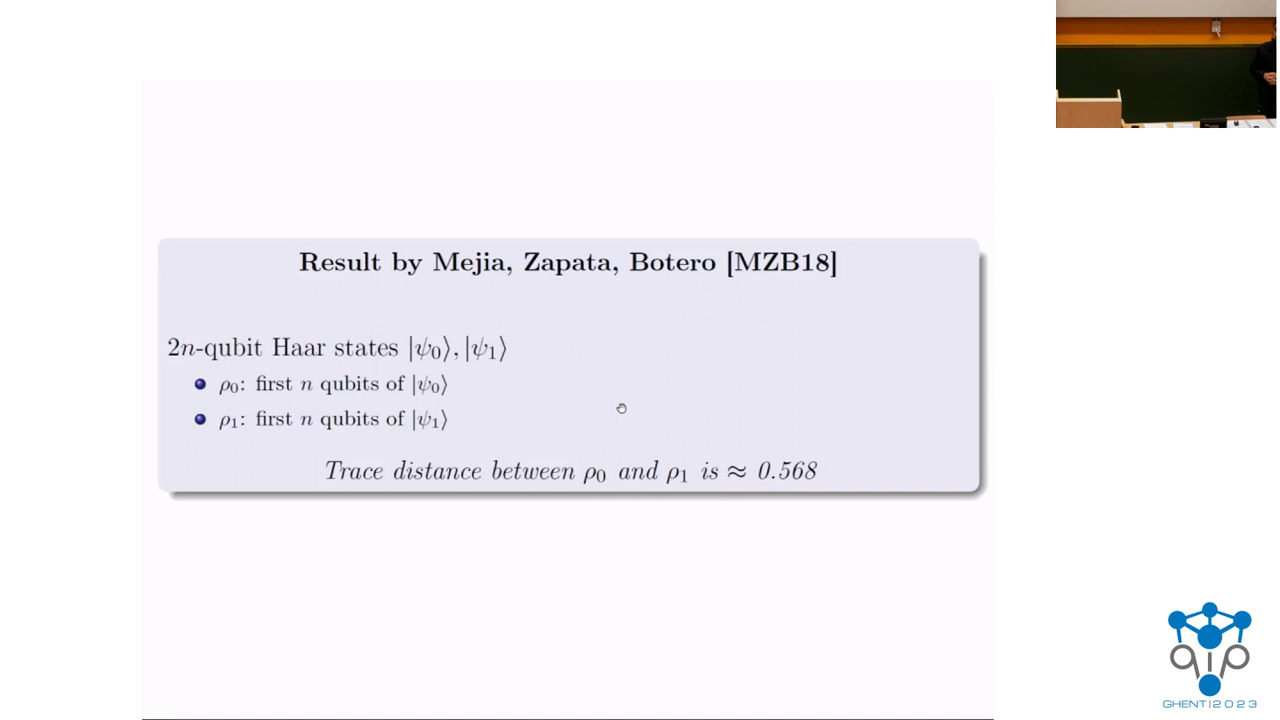 Result by Mejia, Zapata, Botero [MZB18]
2n-qubit Haar states |ψ₀⟩, |ψ₁⟩
ρ₀: first n qubits of |ψ₀⟩
ρ₁: first n qubits of |ψ₁⟩
Trace distance between ρ₀ and ρ₁ is ≈ 0.568
qip
GHENT|2023